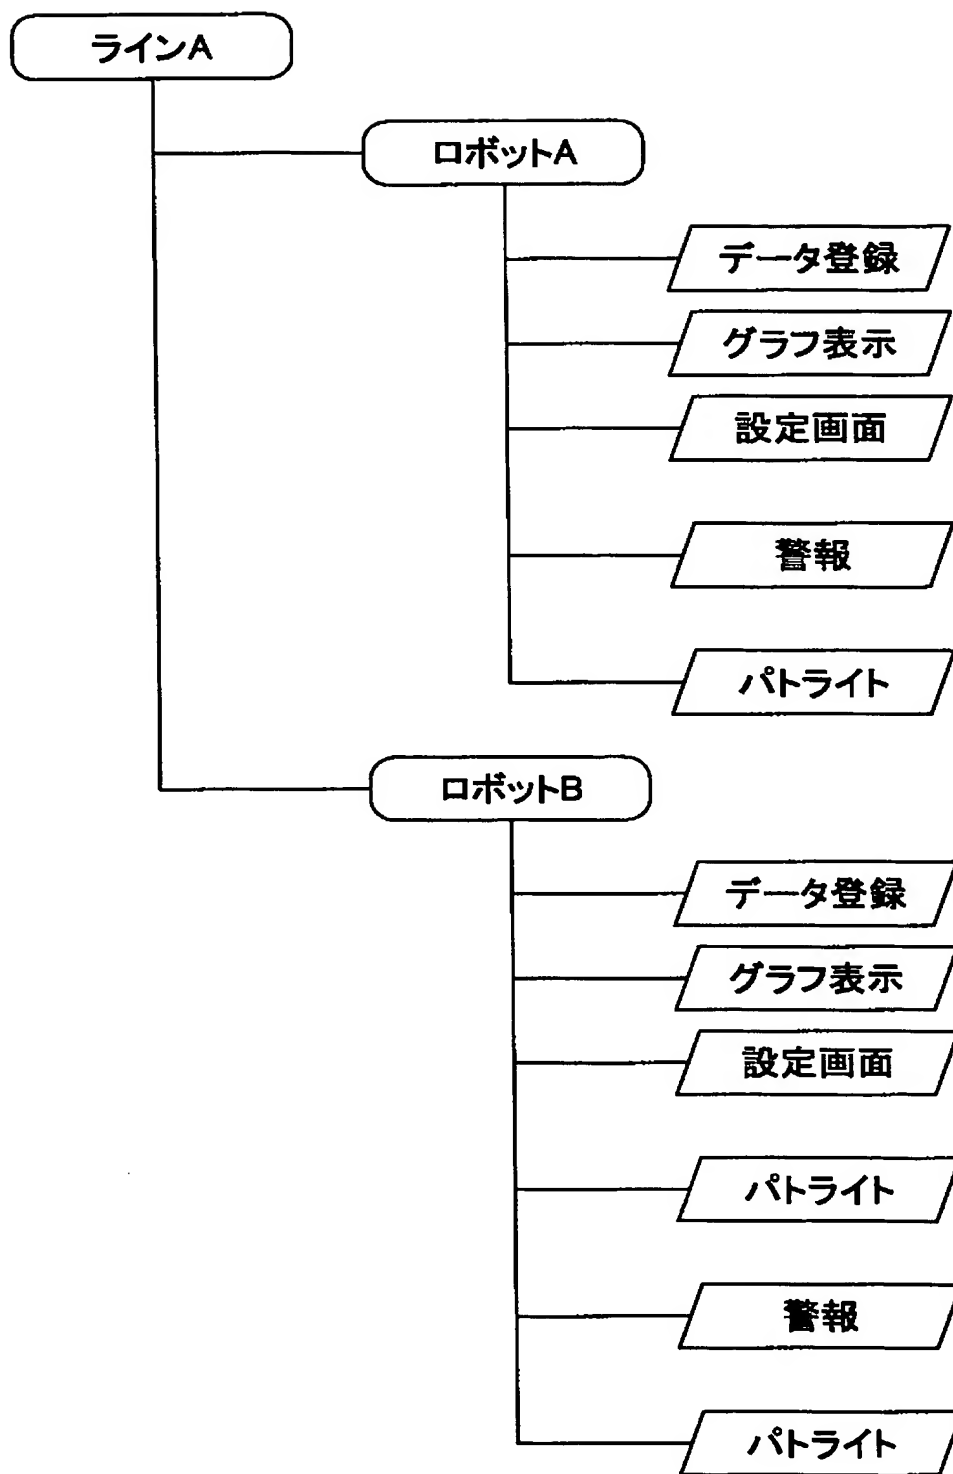 ラインA
ロボットA
データ登録
グラフ表示
設定画面
警報
パトライト
ロボットB
データ登録
グラフ表示
設定画面
パトライト
警報
パトライト